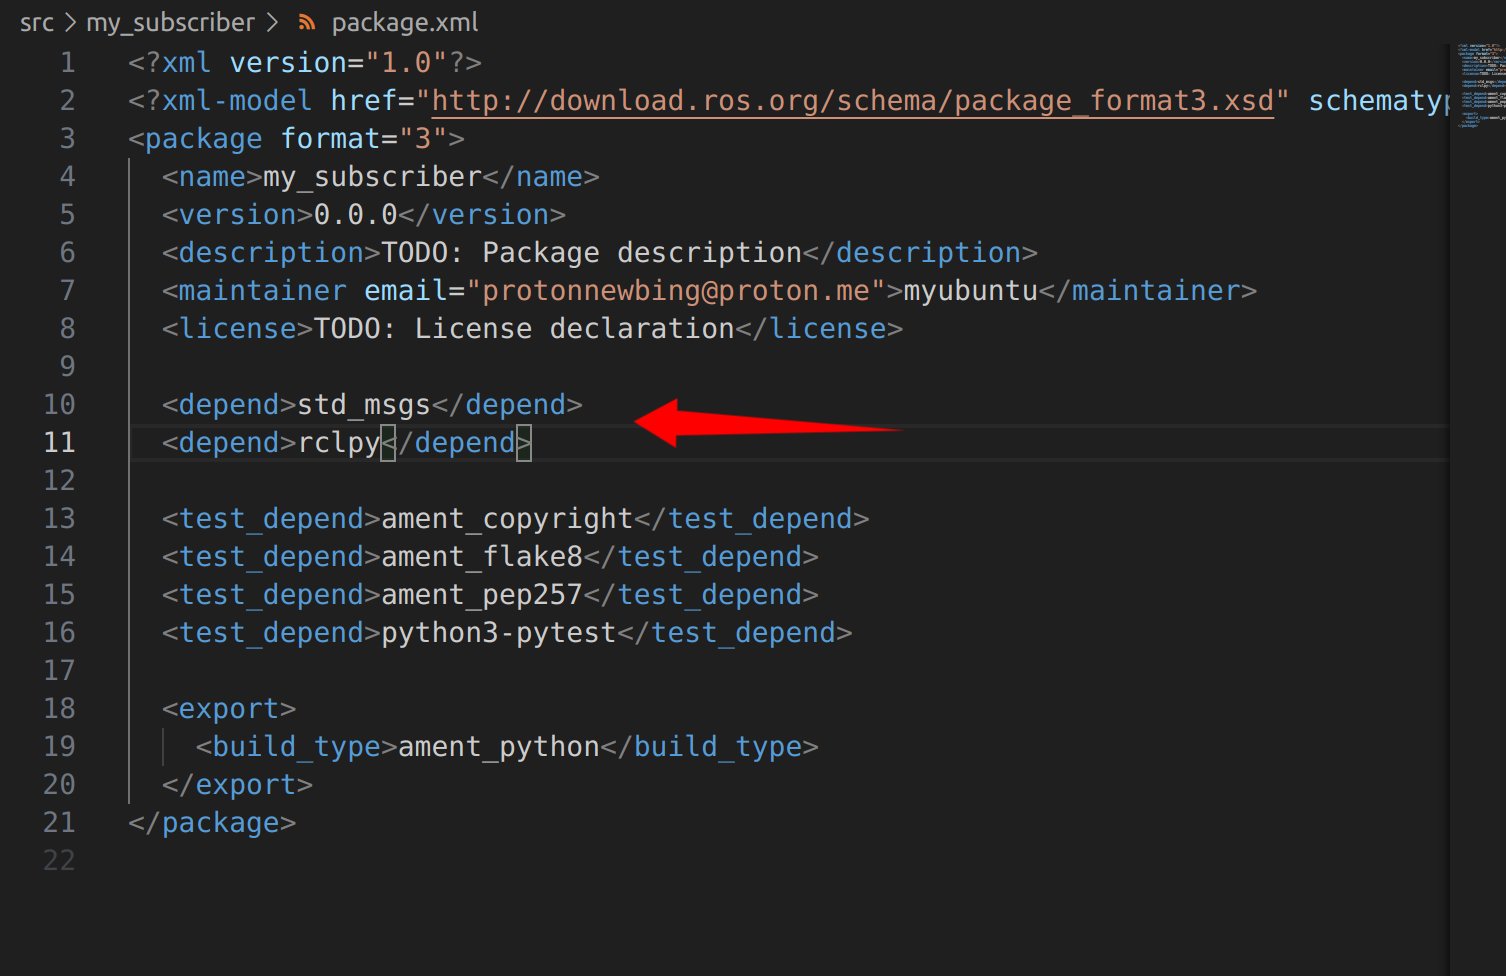 src > my_subscriber > package.xml
1 <?xml version="1.0"?>
2 <?xml-model href="http://download.ros.org/schema/package_format3.xsd" schematyp
3 <package format="3">
4 <name>my_subscriber</name>
5 <version>0.0.0</version>
6 <description>TODO: Package description</description>
7 <maintainer email="protonnewbing@proton.me">myubuntu</maintainer>
8 <license>TODO: License declaration</license>
9
10 <depend>std_msgs</depend>
11 <depend>rclpy</depend>
12
13 <test_depend>ament_copyright</test_depend>
14 <test_depend>ament_flake8</test_depend>
15 <test_depend>ament_pep257</test_depend>
16 <test_depend>python3-pytest</test_depend>
17
18 <export>
19 <build_type>ament_python</build_type>
20 </export>
21 </package>
22